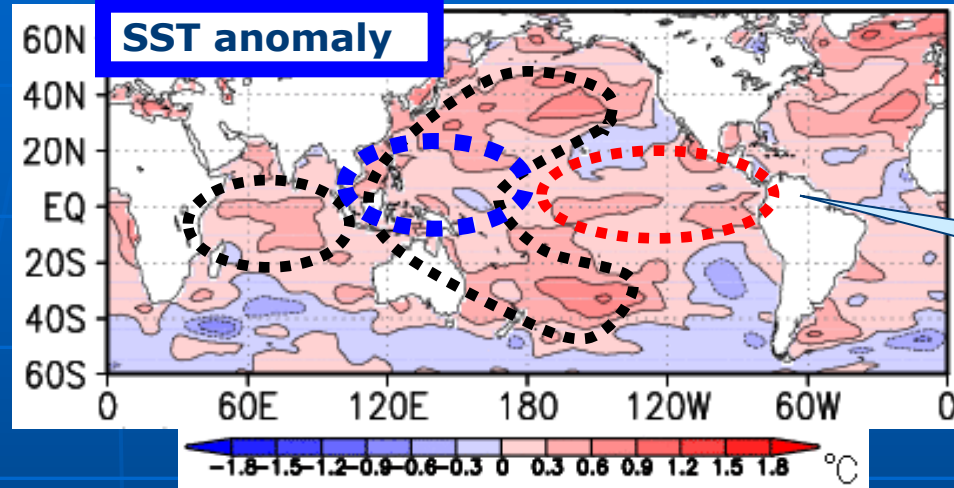 SST anomaly
60N
40N
20N
EQ
20S
40S
60S
0 60E 120E 180 120W 60W 0
-1.8-1.5-1.2-0.9-0.6-0.3 0 0.3 0.6 0.9 1.2 1.5 1.8 °C